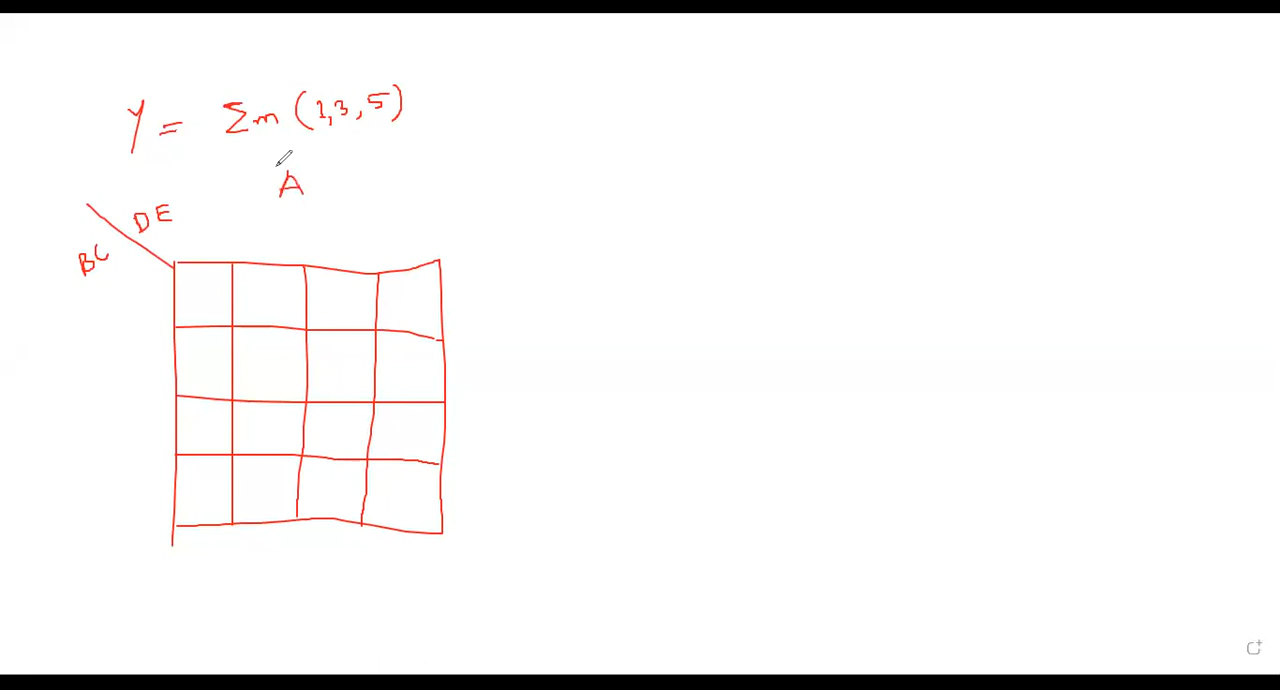 Y = Σm (1,3,5)
A
DE
BC